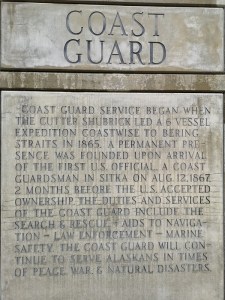 COAST
GUARD
COAST GUARD SERVICE BEGAN WHEN
THE CUTTER SHUBRICK LED A 6 VESSEL
EXPEDITION COASTWISE TO BERING
STRAITS IN 1865. A PERMANENT PRE-
SENCE WAS FOUNDED UPON ARRIVAL
OF THE FIRST U.S. OFFICIAL, A COAST
GUARDSMAN IN SITKA ON AUG 12, 1867.
2 MONTHS BEFORE THE U.S. ACCEPTED
OWNERSHIP. THE DUTIES AND SERVICES
OF THE COAST GUARD INCLUDE THE
SEARCH & RESCUE - AIDS TO NAVIGA-
TION - LAW ENFORCEMENT - MARINE
SAFETY. THE COAST GUARD WILL CON-
TINUE TO SERVE ALASKANS IN TIMES
OF PEACE, WAR, & NATURAL DISASTERS.